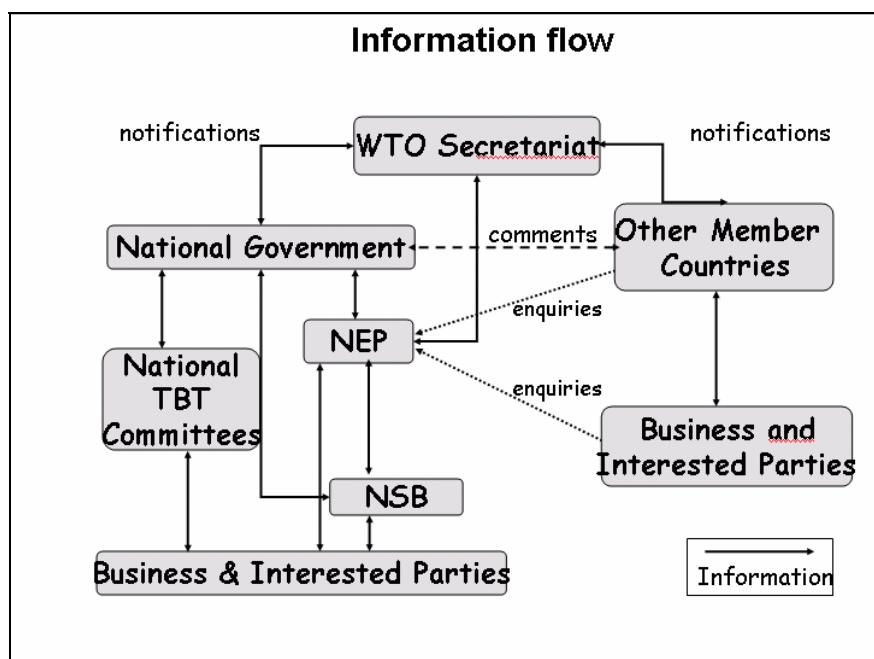 Information flow
notifications
WTO Secretariat
notifications
National Government
comments
Other Member
Countries
enquiries
NEP
National
TBT
Committees
enquiries
Business and
Interested Parties
NSB
Business & Interested Parties
Information